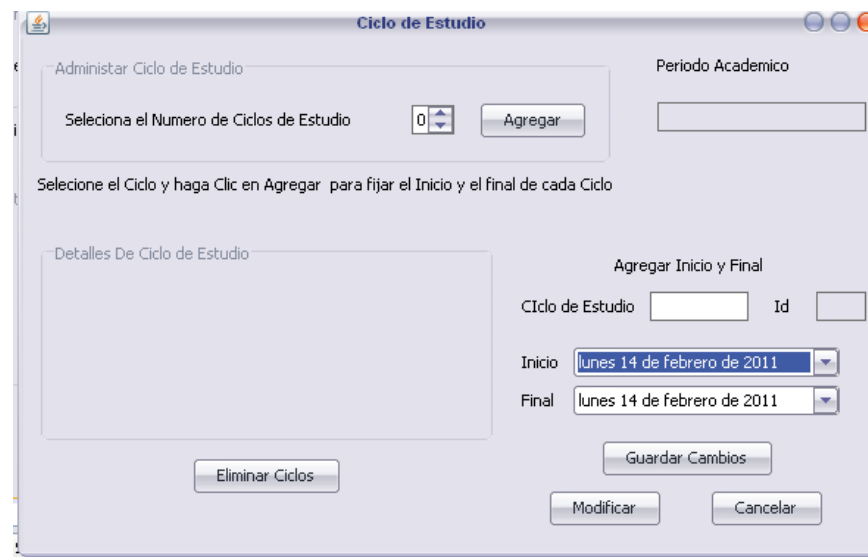 Ciclo de Estudio
Administar Ciclo de Estudio
Periodo Academico
Seleciona el Numero de Ciclos de Estudio
0
Agregar
Selecione el Ciclo y haga Clic en Agregar para fijar el Inicio y el final de cada Ciclo
Detalles De Ciclo de Estudio
Agregar Inicio y Final
CIclo de Estudio
Id
Inicio
lunes 14 de febrero de 2011
Final
lunes 14 de febrero de 2011
Guardar Cambios
Eliminar Ciclos
Modificar
Cancelar